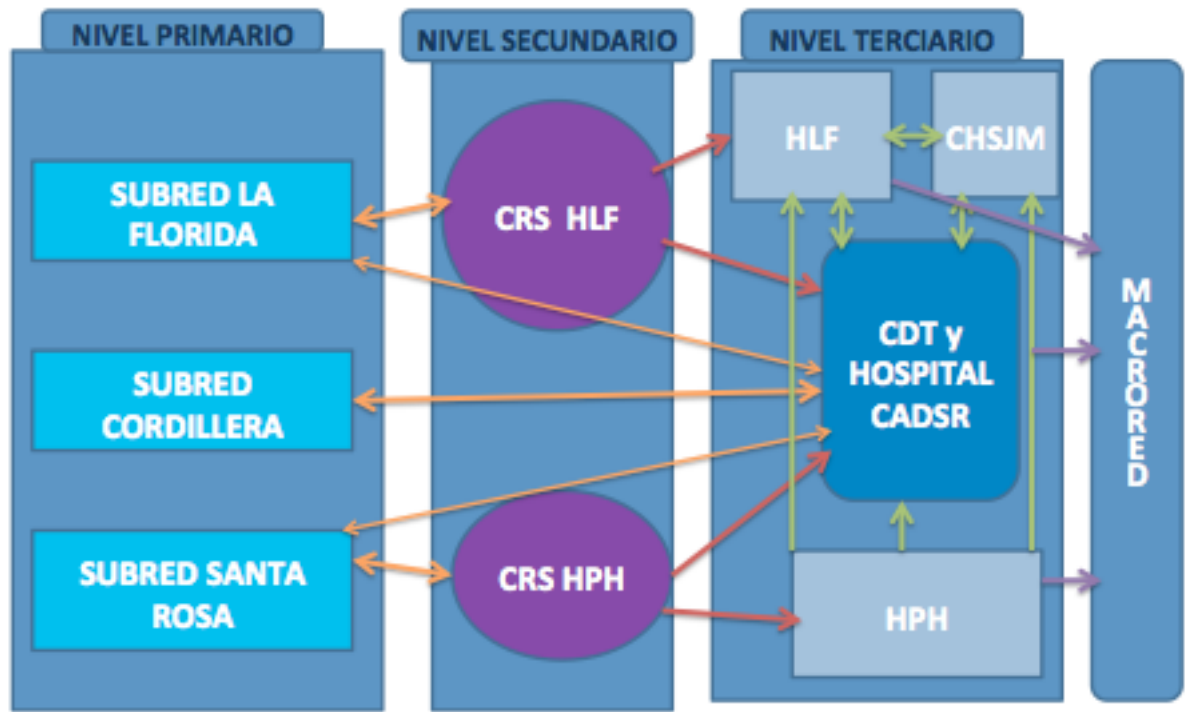 NIVEL PRIMARIO
SUBRED LA
FLORIDA
SUBRED
CORDILLERA
SUBRED SANTA
ROSA
NIVEL SECUNDARIO
CRS HLF
CRS HPH
NIVEL TERCIARIO
HLF
CHSJM
CDT y
HOSPITAL
CADSR
HPH
MACRORED